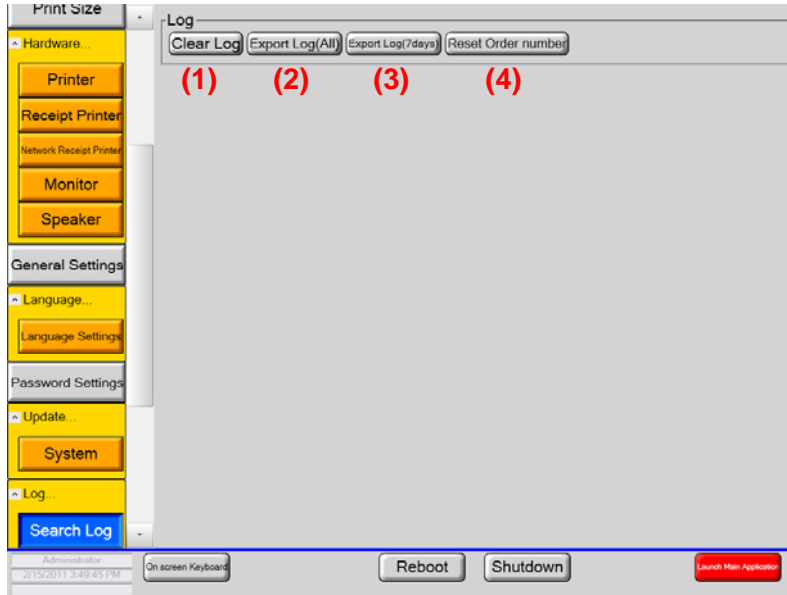 Print Size
Hardware...
Printer
Receipt Printer
Network Receipt Printer
Monitor
Speaker
General Settings
Language...
Language Settings
Password Settings
Update...
System
Log...
Search Log
Log
Clear Log Export Log(All) Export Log(7days) Reset Order number
(1) (2) (3) (4)
Administrator
2/15/2011 3:49:45 PM
On screen Keyboard Reboot Shutdown Launch Main Application